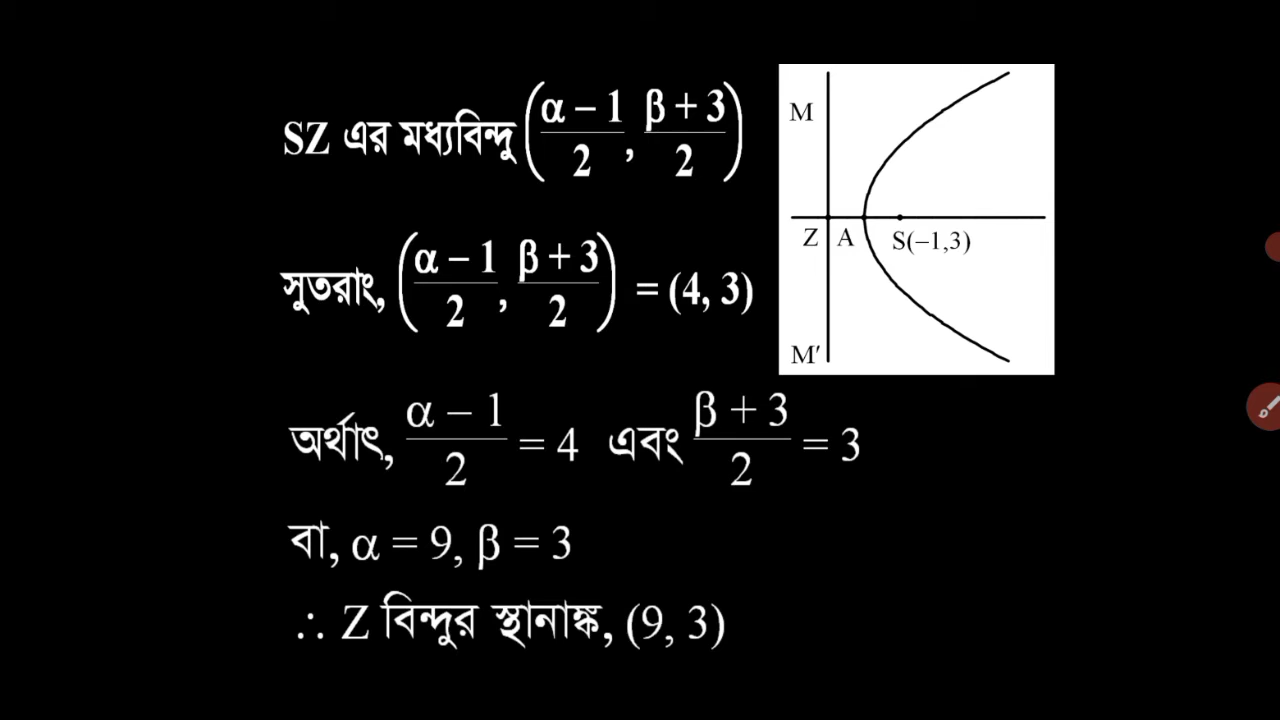 SZ এর মধ্যবিন্দু (α − 1/2, β + 3/2)
সুতরাং, (α − 1/2, β + 3/2) = (4, 3)
অর্থাৎ, α − 1/2 = 4 এবং β + 3/2 = 3
বা, α = 9, β = 3
∴ Z বিন্দুর স্থানাঙ্ক, (9, 3)
M
Z A S(−1,3)
M′